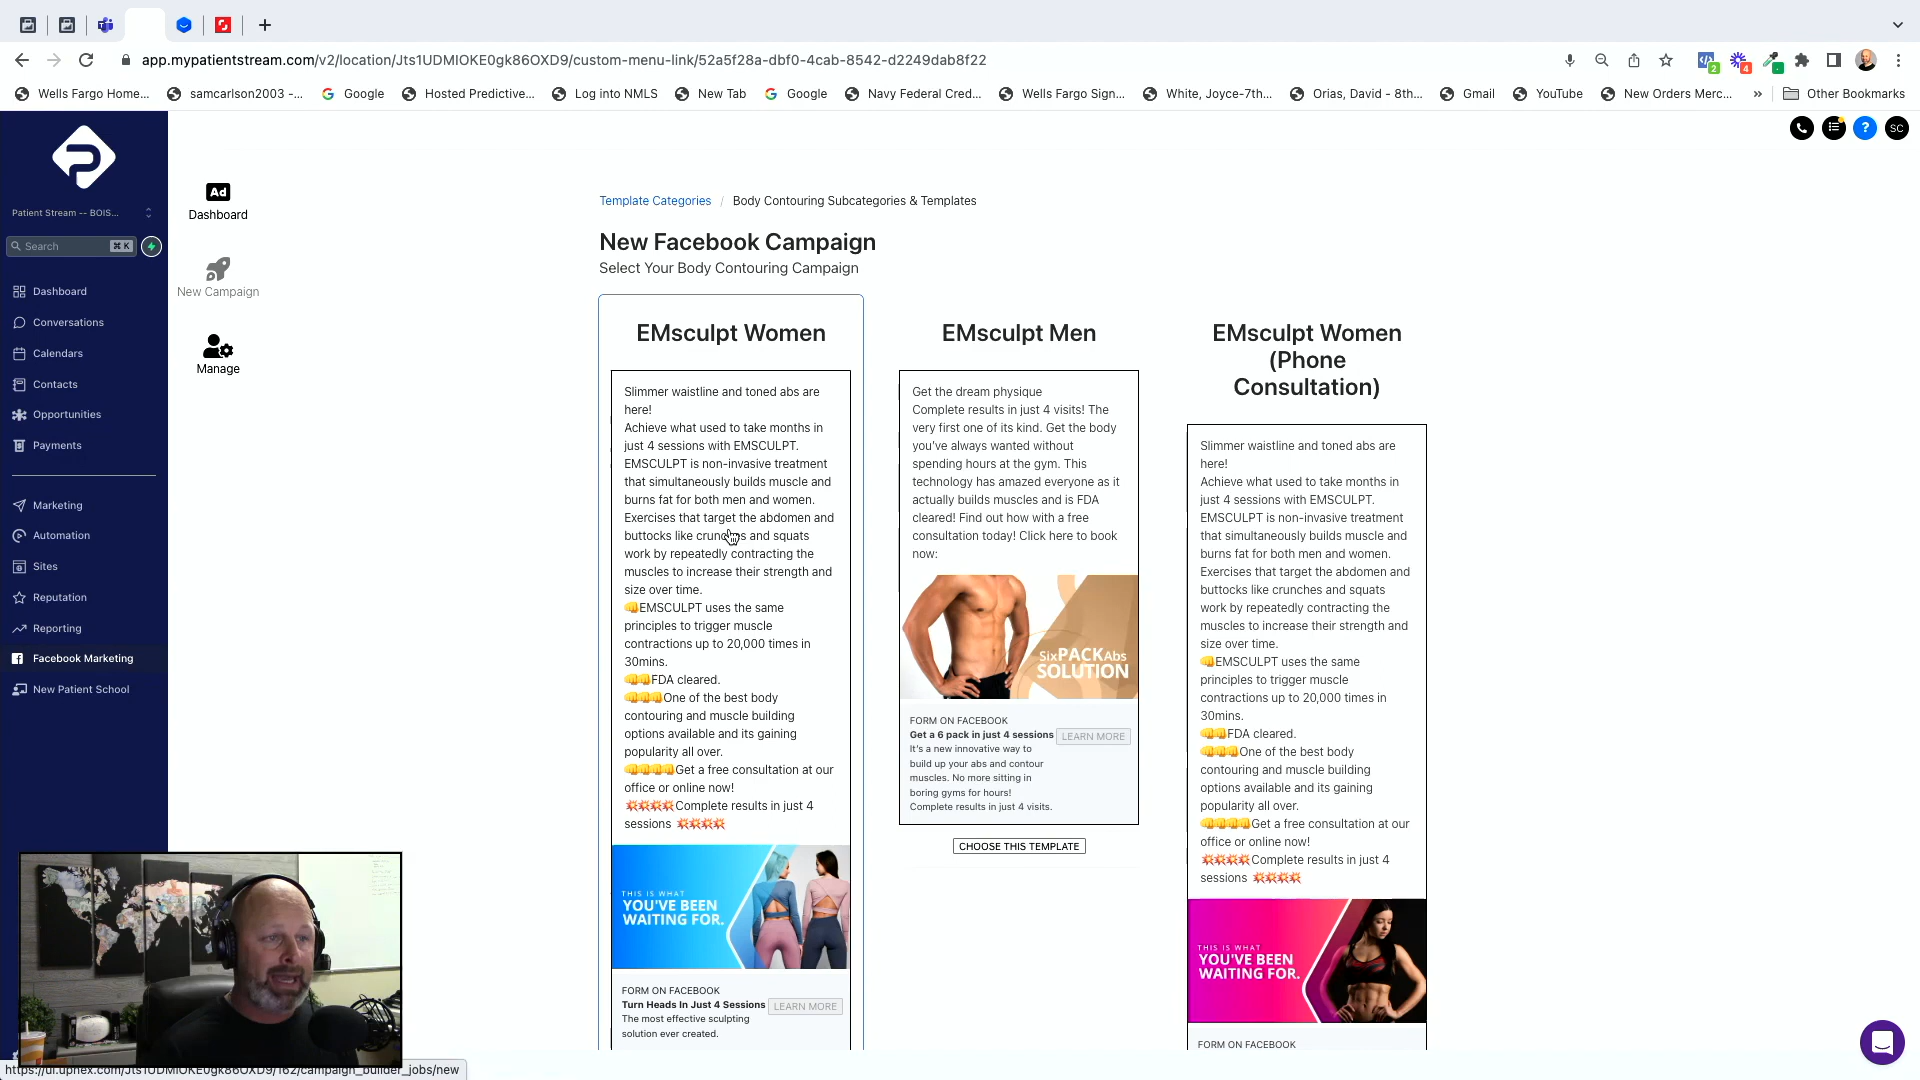 app.mypatientstream.com/v2/location/Jts1UDMIOKE0gk86OXD9/custom-menu-link/52a5f28a-dbf0-4cab-8542-d2249dab8f22
2
4
Wells Fargo Home...
samcarlson2003 -...
Google
Hosted Predictive...
Log into NMLS
New Tab
Google
Navy Federal Cred...
Wells Fargo Sign...
White, Joyce-7th...
Orias, David - 8th...
Gmail
YouTube
New Orders Merc...
»
Other Bookmarks
?
SC
Patient Stream -- BOIS...
Search
⌘ K
Dashboard
Conversations
Calendars
Contacts
Opportunities
Payments
Marketing
Automation
Sites
Reputation
Reporting
Facebook Marketing
New Patient School
Ad
Dashboard
New Campaign
Manage
Template Categories / Body Contouring Subcategories & Templates
New Facebook Campaign
Select Your Body Contouring Campaign
EMsculpt Women
Slimmer waistline and toned abs are
here!
Achieve what used to take months in
just 4 sessions with EMSCULPT.
EMSCULPT is non-invasive treatment
that simultaneously builds muscle and
burns fat for both men and women.
Exercises that target the abdomen and
buttocks like crunches and squats
work by repeatedly contracting the
muscles to increase their strength and
size over time.
👊EMSCULPT uses the same
principles to trigger muscle
contractions up to 20,000 times in
30mins.
👊👊FDA cleared.
👊👊👊One of the best body
contouring and muscle building
options available and its gaining
popularity all over.
👊👊👊👊Get a free consultation at our
office or online now!
💥💥💥💥Complete results in just 4
sessions 💥💥💥💥
THIS IS WHAT
YOU'VE BEEN
WAITING FOR.
FORM ON FACEBOOK
Turn Heads In Just 4 Sessions
LEARN MORE
The most effective sculpting
solution ever created.
EMsculpt Men
Get the dream physique
Complete results in just 4 visits! The
very first one of its kind. Get the body
you've always wanted without
spending hours at the gym. This
technology has amazed everyone as it
actually builds muscles and is FDA
cleared! Find out how with a free
consultation today! Click here to book
now:
SixPACKAbs
SOLUTION
FORM ON FACEBOOK
Get a 6 pack in just 4 sessions
LEARN MORE
It's a new innovative way to
build up your abs and contour
muscles. No more sitting in
boring gyms for hours!
Complete results in just 4 visits.
CHOOSE THIS TEMPLATE
EMsculpt Women
(Phone
Consultation)
Slimmer waistline and toned abs are
here!
Achieve what used to take months in
just 4 sessions with EMSCULPT.
EMSCULPT is non-invasive treatment
that simultaneously builds muscle and
burns fat for both men and women.
Exercises that target the abdomen and
buttocks like crunches and squats
work by repeatedly contracting the
muscles to increase their strength and
size over time.
👊EMSCULPT uses the same
principles to trigger muscle
contractions up to 20,000 times in
30mins.
👊👊FDA cleared.
👊👊👊One of the best body
contouring and muscle building
options available and its gaining
popularity all over.
👊👊👊👊Get a free consultation at our
office or online now!
💥💥💥💥Complete results in just 4
sessions 💥💥💥💥
THIS IS WHAT
YOU'VE BEEN
WAITING FOR.
FORM ON FACEBOOK
https://ui.uphex.com/Jts1UDMIOKE0gk86OXD9/162/campaign_builder_jobs/new